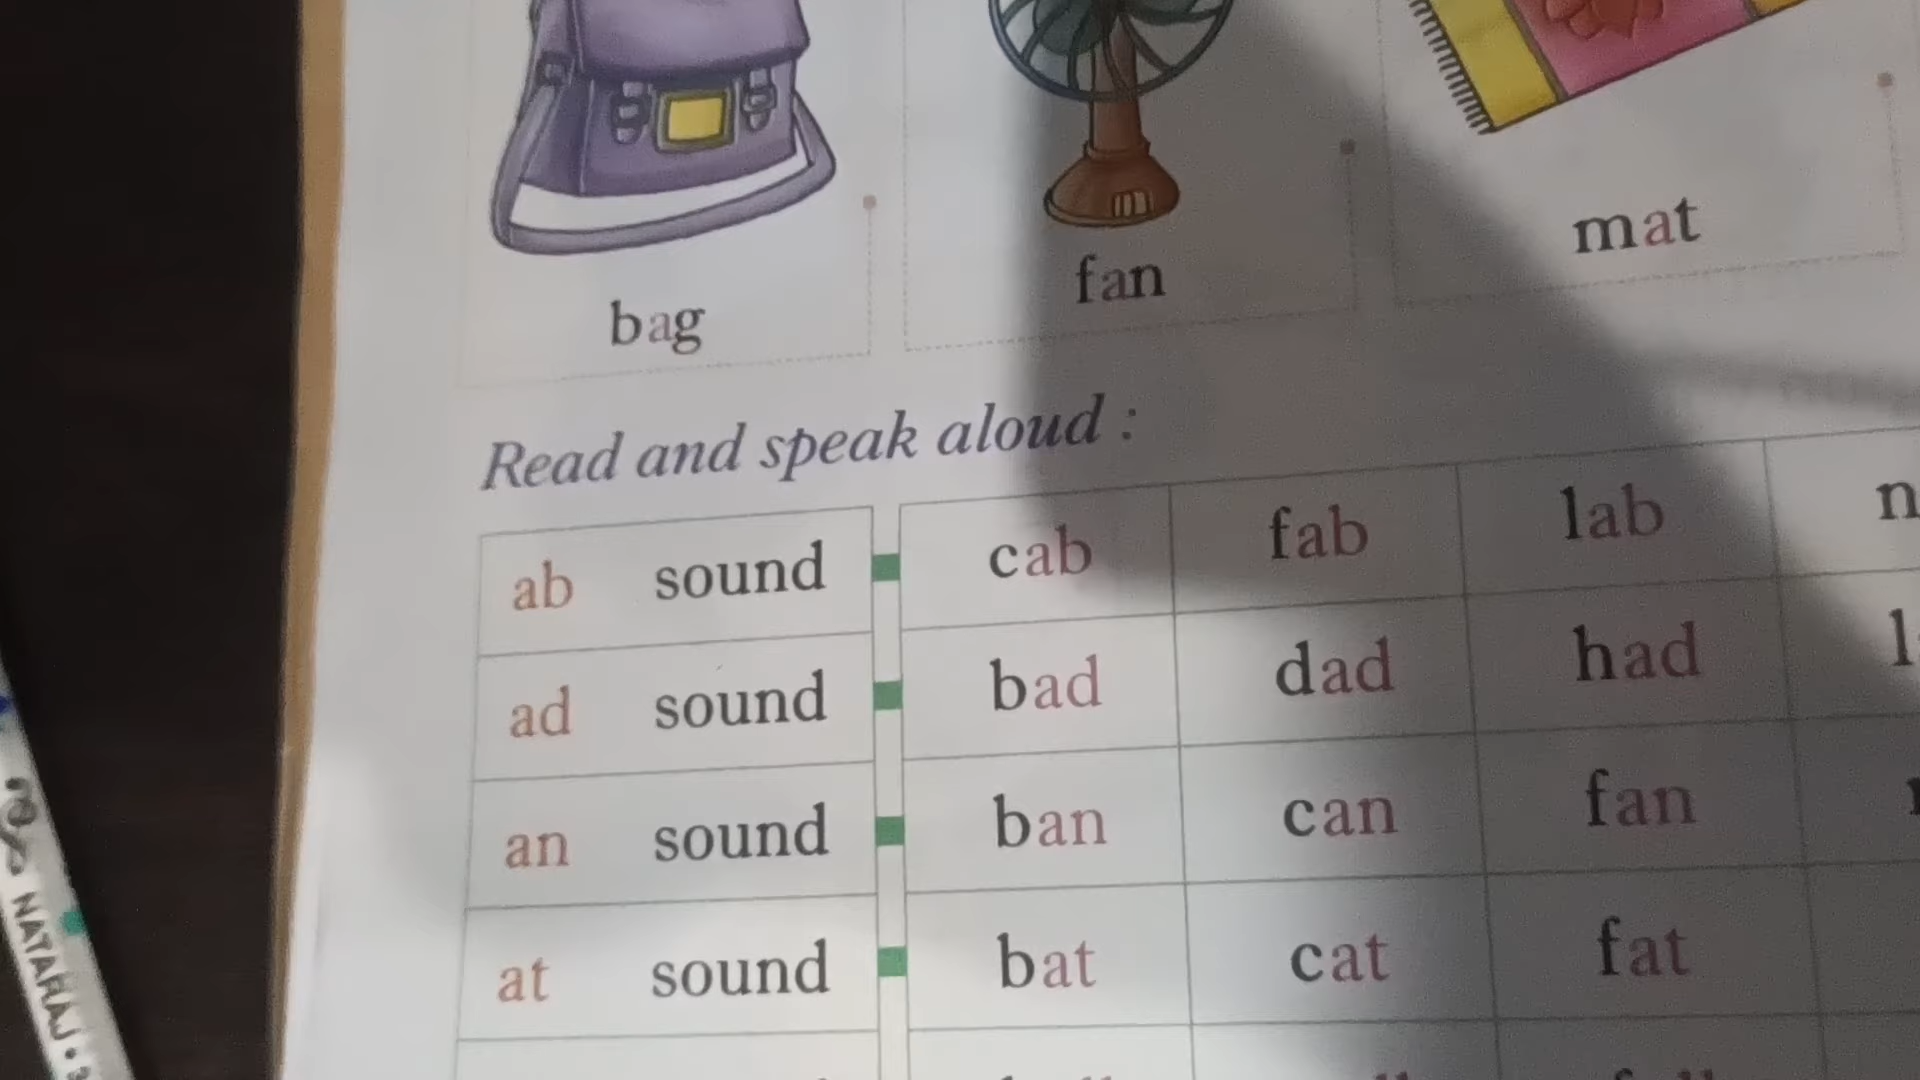 bag fan mat
Read and speak aloud :
ab sound cab fab lab
ad sound bad dad had
an sound ban can fan
at sound bat cat fat
NATARAJ